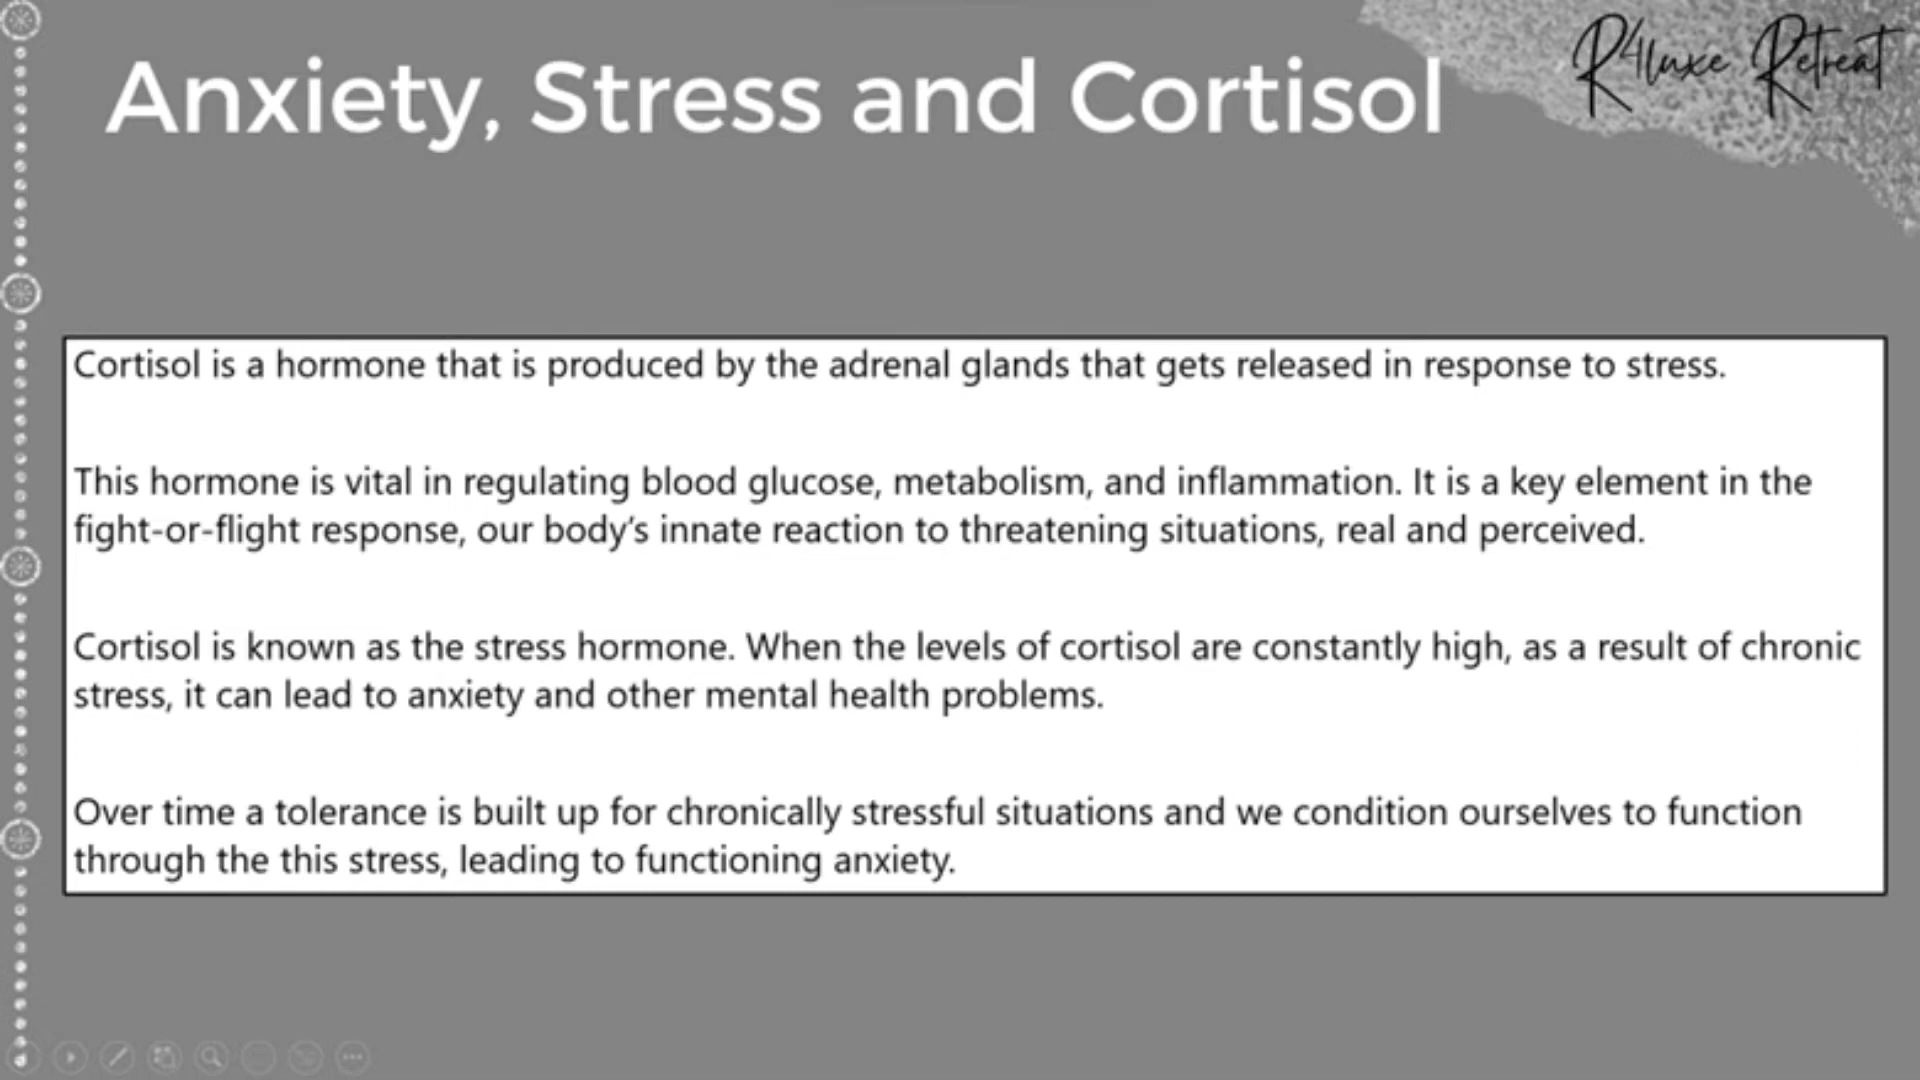 Anxiety, Stress and Cortisol
R4luxe Retreat
Cortisol is a hormone that is produced by the adrenal glands that gets released in response to stress.
This hormone is vital in regulating blood glucose, metabolism, and inflammation. It is a key element in the
fight-or-flight response, our body's innate reaction to threatening situations, real and perceived.
Cortisol is known as the stress hormone. When the levels of cortisol are constantly high, as a result of chronic
stress, it can lead to anxiety and other mental health problems.
Over time a tolerance is built up for chronically stressful situations and we condition ourselves to function
through the this stress, leading to functioning anxiety.